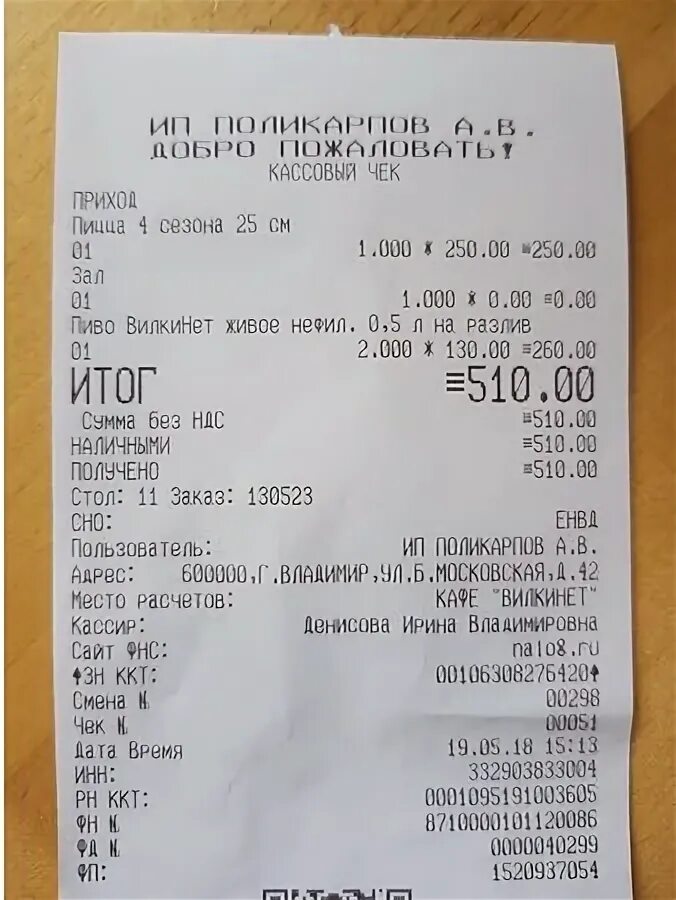 ИП ПОЛИКАРПОВ А.В.
ДОБРО ПОЖАЛОВАТЬ!
КАССОВЫЙ ЧЕК
ПРИХОД
Пицца 4 сезона 25 см
01 1.000 * 250.00 ≡250.00
Зал
01 1.000 * 0.00 ≡0.00
Пиво ВилкиНет живое нефил. 0,5 л на разлив
01 2.000 * 130.00 ≡260.00
ИТОГ ≡510.00
Сумма без НДС ≡510.00
НАЛИЧНЫМИ ≡510.00
ПОЛУЧЕНО ≡510.00
Стол: 11 Заказ: 130523
СНО: ЕНВД
Пользователь: ИП ПОЛИКАРПОВ А.В.
Адрес: 600000,Г.ВЛАДИМИР,УЛ.Б.МОСКОВСКАЯ,Д.42
Место расчетов: КАФЕ "ВИЛКИНЕТ"
Кассир: Денисова Ирина Владимировна
Сайт ФНС: nalo8.ru
ЗН ККТ: 00106308276420
Смена № 00298
Чек № 00051
Дата Время 19.05.18 15:13
ИНН: 332903833004
РН ККТ: 0001095191003605
ФН № 8710000101120086
ФД № 0000040299
ФП: 1520937054